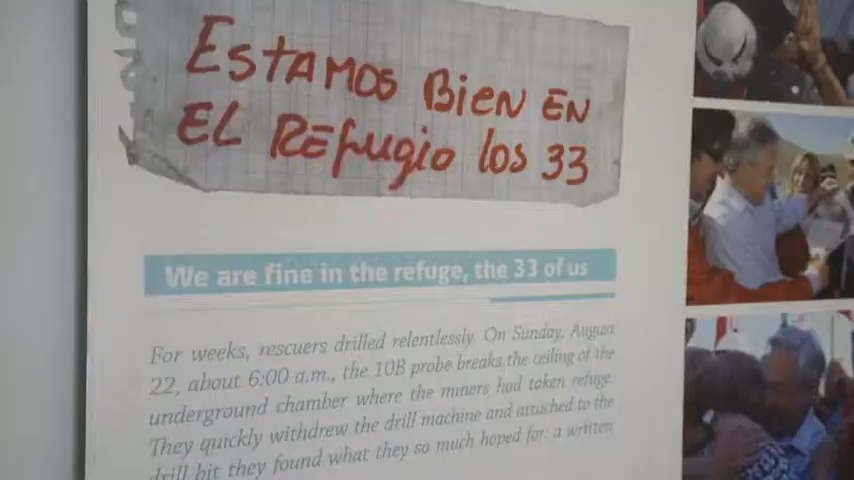 ESTAMOS BIEN EN
EL REFUGIO los 33
We are fine in the refuge, the 33 of us
For weeks, rescuers drilled relentlessly. On Sunday, August
22, about 6:00 a.m., the 10B probe breaks the ceiling of the
underground chamber where the miners had taken refuge.
They quickly withdrew the drill machine and attached to the
drill bit they found what they so much hoped for: a written